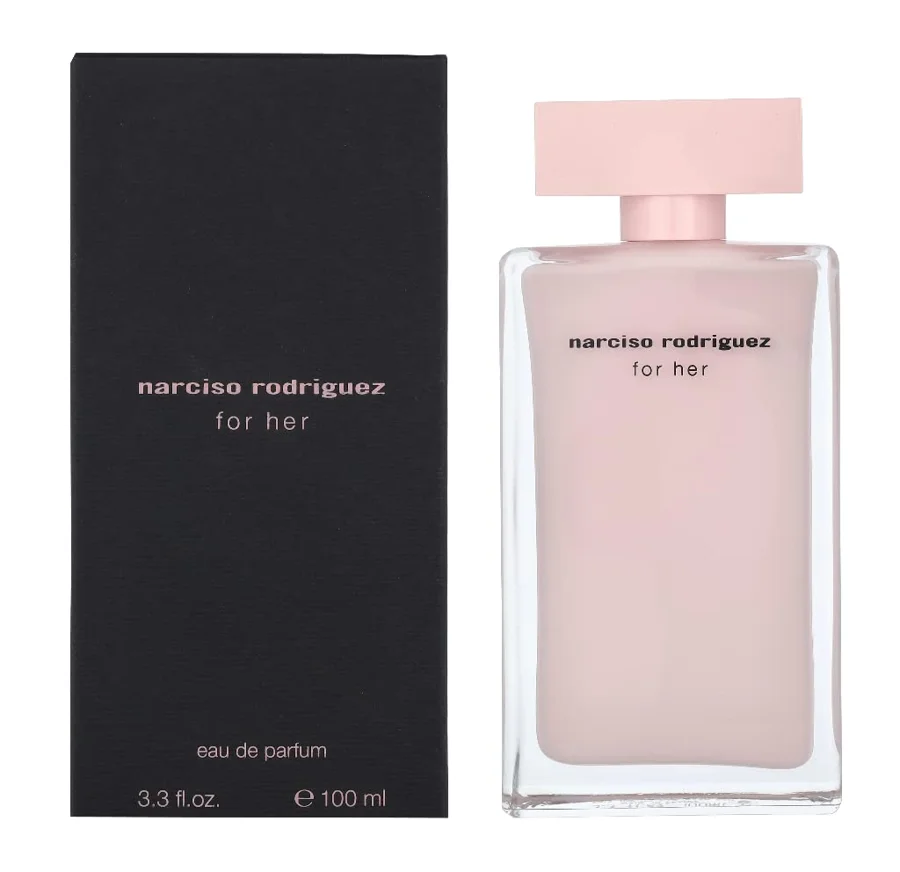 narciso rodriguez
for her
eau de parfum
3.3 fl.oz. ℮ 100 ml
narciso rodriguez
for her